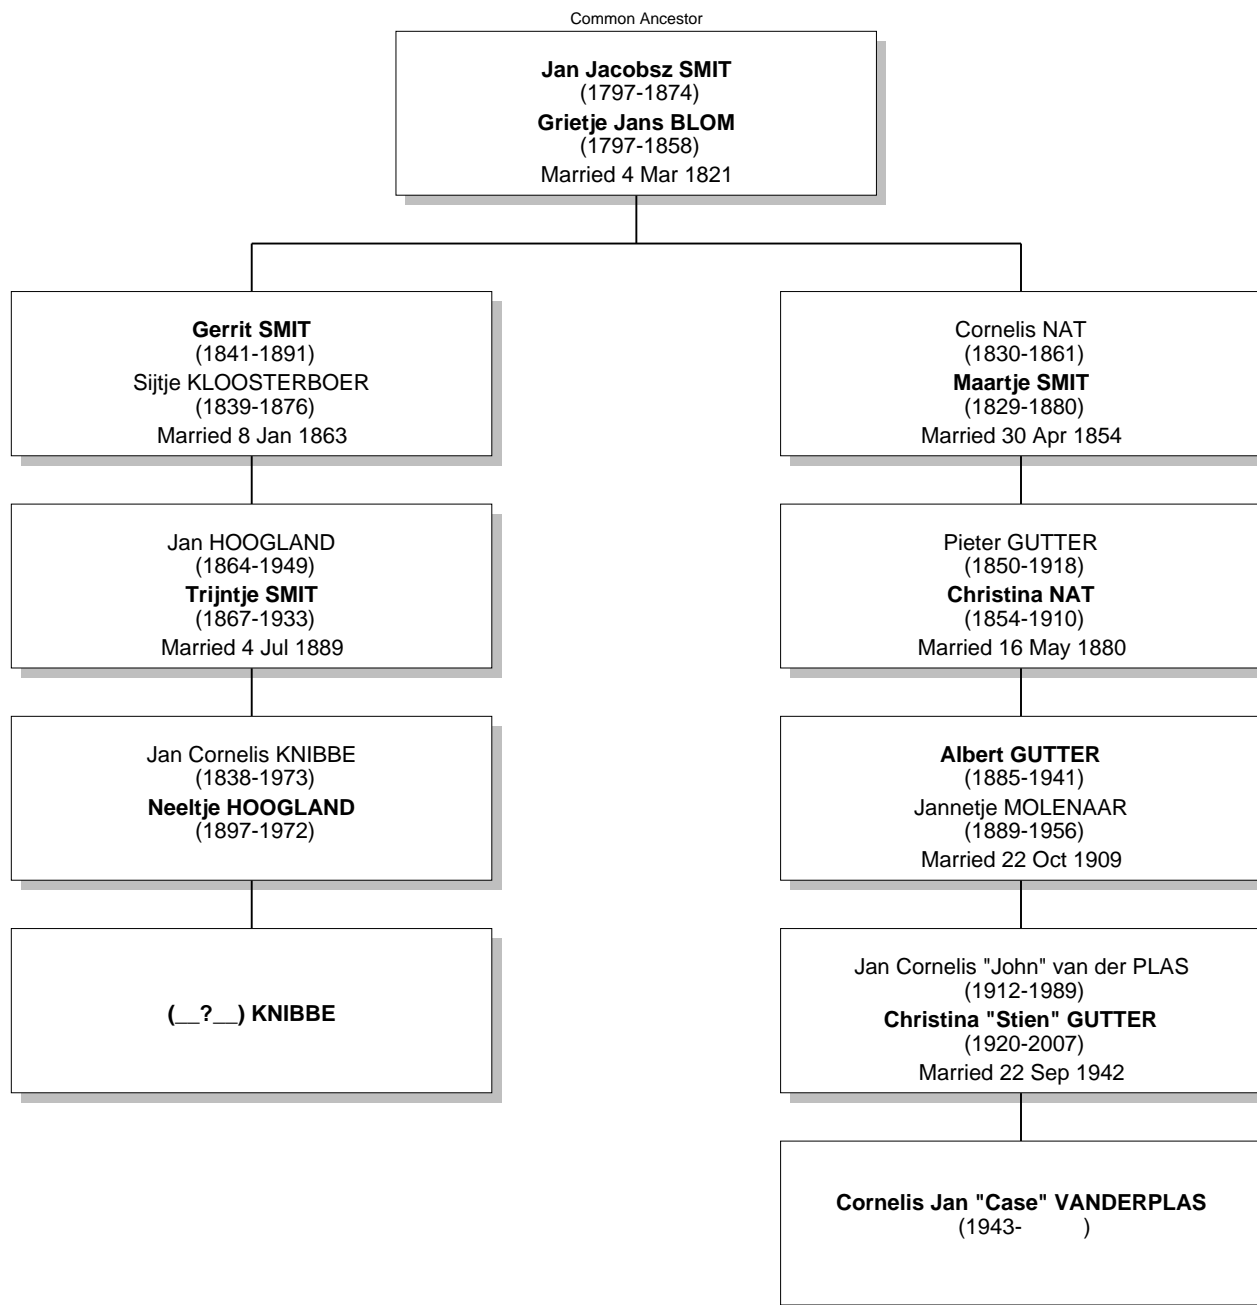 Common Ancestor
Jan Jacobsz SMIT
(1797-1874)
Grietje Jans BLOM
(1797-1858)
Married 4 Mar 1821
Gerrit SMIT
(1841-1891)
Sijtje KLOOSTERBOER
(1839-1876)
Married 8 Jan 1863
Cornelis NAT
(1830-1861)
Maartje SMIT
(1829-1880)
Married 30 Apr 1854
Jan HOOGLAND
(1864-1949)
Trijntje SMIT
(1867-1933)
Married 4 Jul 1889
Pieter GUTTER
(1850-1918)
Christina NAT
(1854-1910)
Married 16 May 1880
Jan Cornelis KNIBBE
(1838-1973)
Neeltje HOOGLAND
(1897-1972)
Albert GUTTER
(1885-1941)
Jannetje MOLENAAR
(1889-1956)
Married 22 Oct 1909
(__?__) KNIBBE
Jan Cornelis "John" van der PLAS
(1912-1989)
Christina "Stien" GUTTER
(1920-2007)
Married 22 Sep 1942
Cornelis Jan "Case" VANDERPLAS
(1943-          )